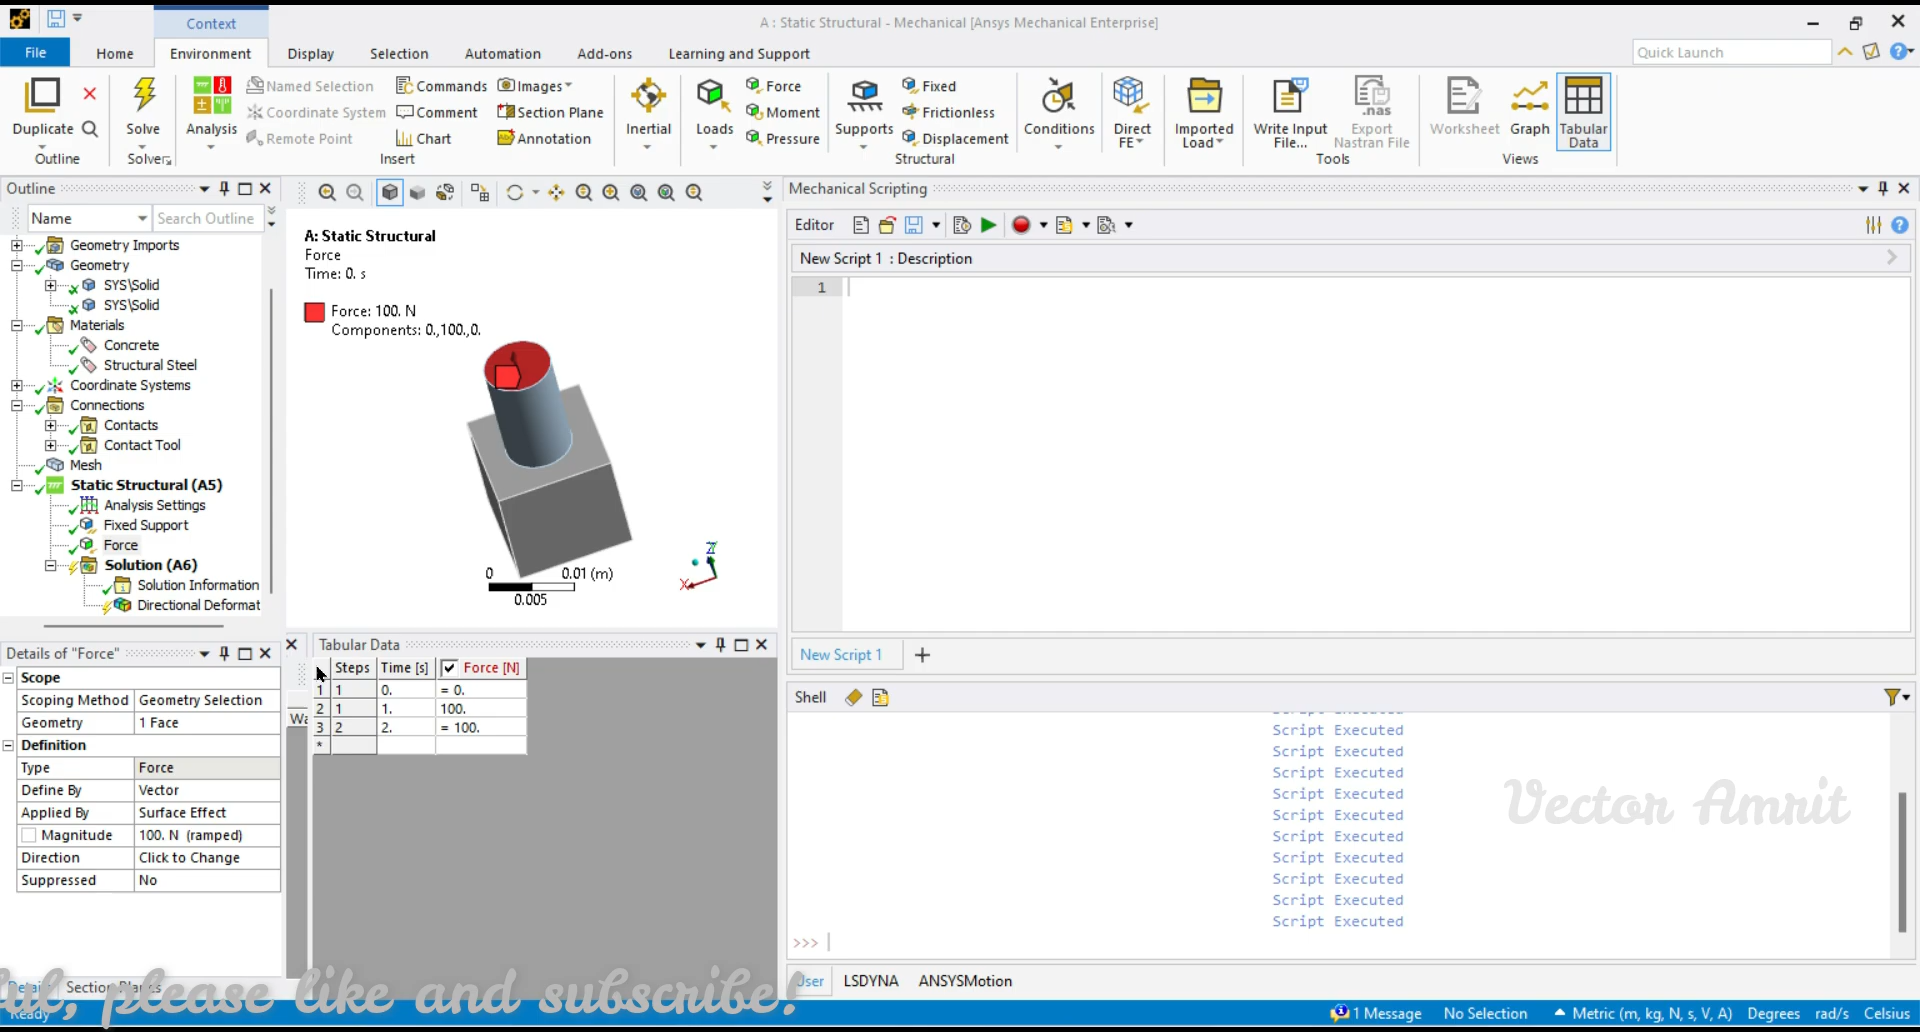 Context
A : Static Structural - Mechanical [Ansys Mechanical Enterprise]
File Home Environment Display Selection Automation Add-ons Learning and Support
Quick Launch
Duplicate
Outline
Solve
Solver
Analysis
Named Selection
Coordinate System
Remote Point
Commands
Comment
Chart
Images
Section Plane
Annotation
Insert
Inertial
Loads
Force
Moment
Pressure
Supports
Fixed
Frictionless
Displacement
Structural
Conditions
Direct FE
Imported Load
Write Input File...
Export Nastran File
.nas
Tools
Worksheet
Graph
Tabular Data
Views
Outline
Name
Search Outline
Geometry Imports
Geometry
SYS\Solid
SYS\Solid
Materials
Concrete
Structural Steel
Coordinate Systems
Connections
Contacts
Contact Tool
Mesh
Static Structural (A5)
Analysis Settings
Fixed Support
Force
Solution (A6)
Solution Information
Directional Deformat
A: Static Structural
Force
Time: 0. s
Force: 100. N
Components: 0.,100.,0.
0 0.01 (m)
0.005
Z
X
Details of "Force"
Scope
Scoping Method Geometry Selection
Geometry 1 Face
Definition
Type Force
Define By Vector
Applied By Surface Effect
Magnitude 100. N (ramped)
Direction Click to Change
Suppressed No
Wa
Tabular Data
Steps Time [s] Force [N]
1 1 0. = 0.
2 1 1. 100.
3 2 2. = 100.
*
Mechanical Scripting
Editor
New Script 1 : Description
1
New Script 1 +
Shell
Script Executed
Script Executed
Script Executed
Script Executed
Script Executed
Script Executed
Script Executed
Script Executed
Script Executed
Script Executed
Script Executed
>>>
Vector Amrit
User LSDYNA ANSYSMotion
Details Section Planes
please like and subscribe!
Ready
1 Message No Selection Metric (m, kg, N, s, V, A) Degrees rad/s Celsius